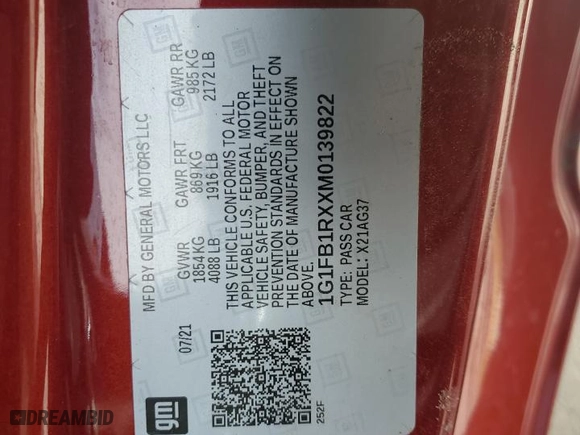 MFD BY GENERAL MOTORS LLC
GVWR GAWR FRT GAWR RR
1854 KG 869 KG 985 KG
4088 LB 1916 LB 2172 LB
THIS VEHICLE CONFORMS TO ALL
APPLICABLE U.S. FEDERAL MOTOR
VEHICLE SAFETY, BUMPER, AND THEFT
PREVENTION STANDARDS IN EFFECT ON
THE DATE OF MANUFACTURE SHOWN
ABOVE.
1G1FB1RXXM0139822
TYPE: PASS CAR
MODEL: X21AG37
07/21
gm
252F
DREAMBID